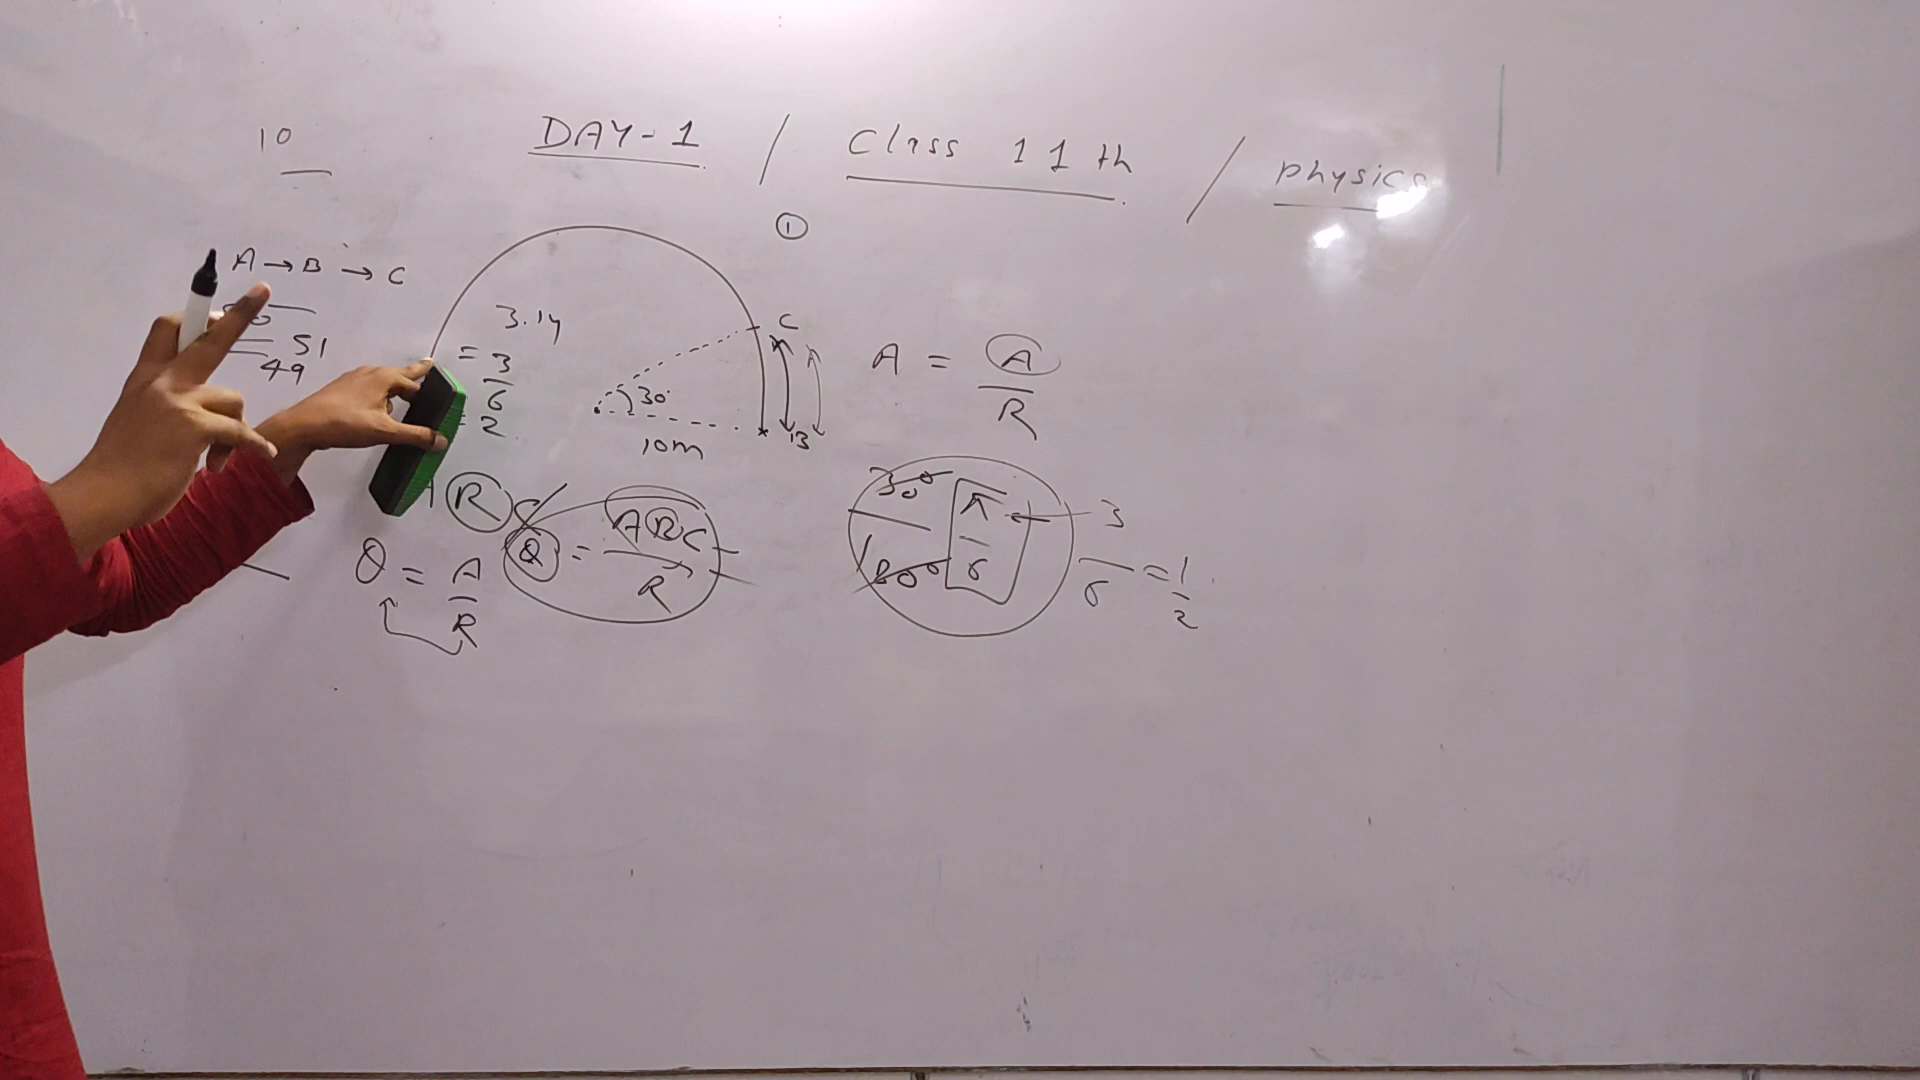 10
DAY-1 / Class 11th / physics
①
A → B → C
51
49
3.14
= 3
6
2
C
30°
10m
B
A = A
R
R
θ = A
R
Q = ARC
R
30°
180°
π
6
3
6
= 1
2